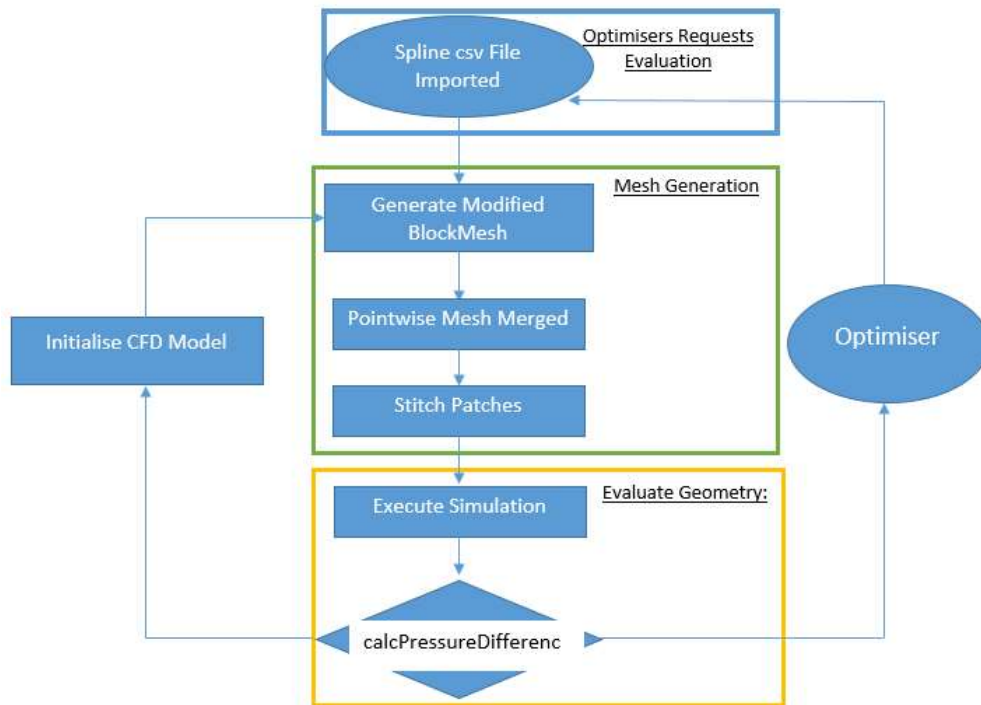 Spline csv File
Imported
Optimisers Requests
Evaluation
Mesh Generation
Generate Modified
BlockMesh
Pointwise Mesh Merged
Initialise CFD Model
Optimiser
Stitch Patches
Evaluate Geometry:
Execute Simulation
calcPressureDifferenc